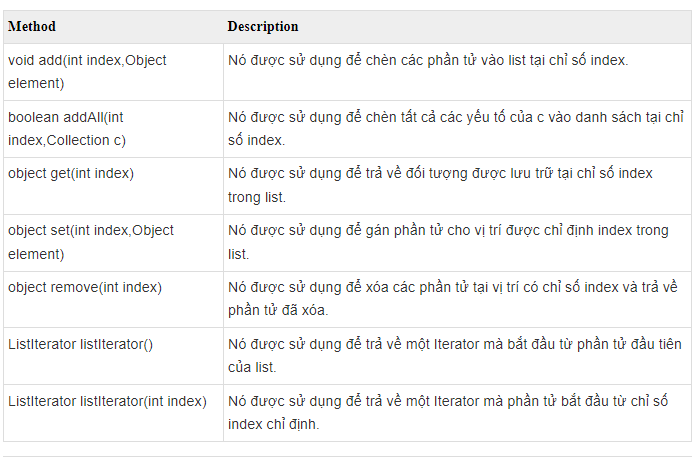 Method Description
void add(int index,Object Nó được sử dụng để chèn các phần tử vào list tại chỉ số index.
element)
boolean addAll(int Nó được sử dụng để chèn tất cả các yếu tố của c vào danh sách tại chỉ
index,Collection c) số index.
object get(int index) Nó được sử dụng để trả về đối tượng được lưu trữ tại chỉ số index
trong list.
object set(int index,Object Nó được sử dụng để gán phần tử cho vị trí được chỉ định index trong
element) list.
object remove(int index) Nó được sử dụng để xóa các phần tử tại vị trí có chỉ số index và trả về
phần tử đã xóa.
ListIterator listIterator() Nó được sử dụng để trả về một Iterator mà bắt đầu từ phần tử đầu tiên
của list.
ListIterator listIterator(int index) Nó được sử dụng để trả về một Iterator mà phần tử bắt đầu từ chỉ số
index chỉ định.